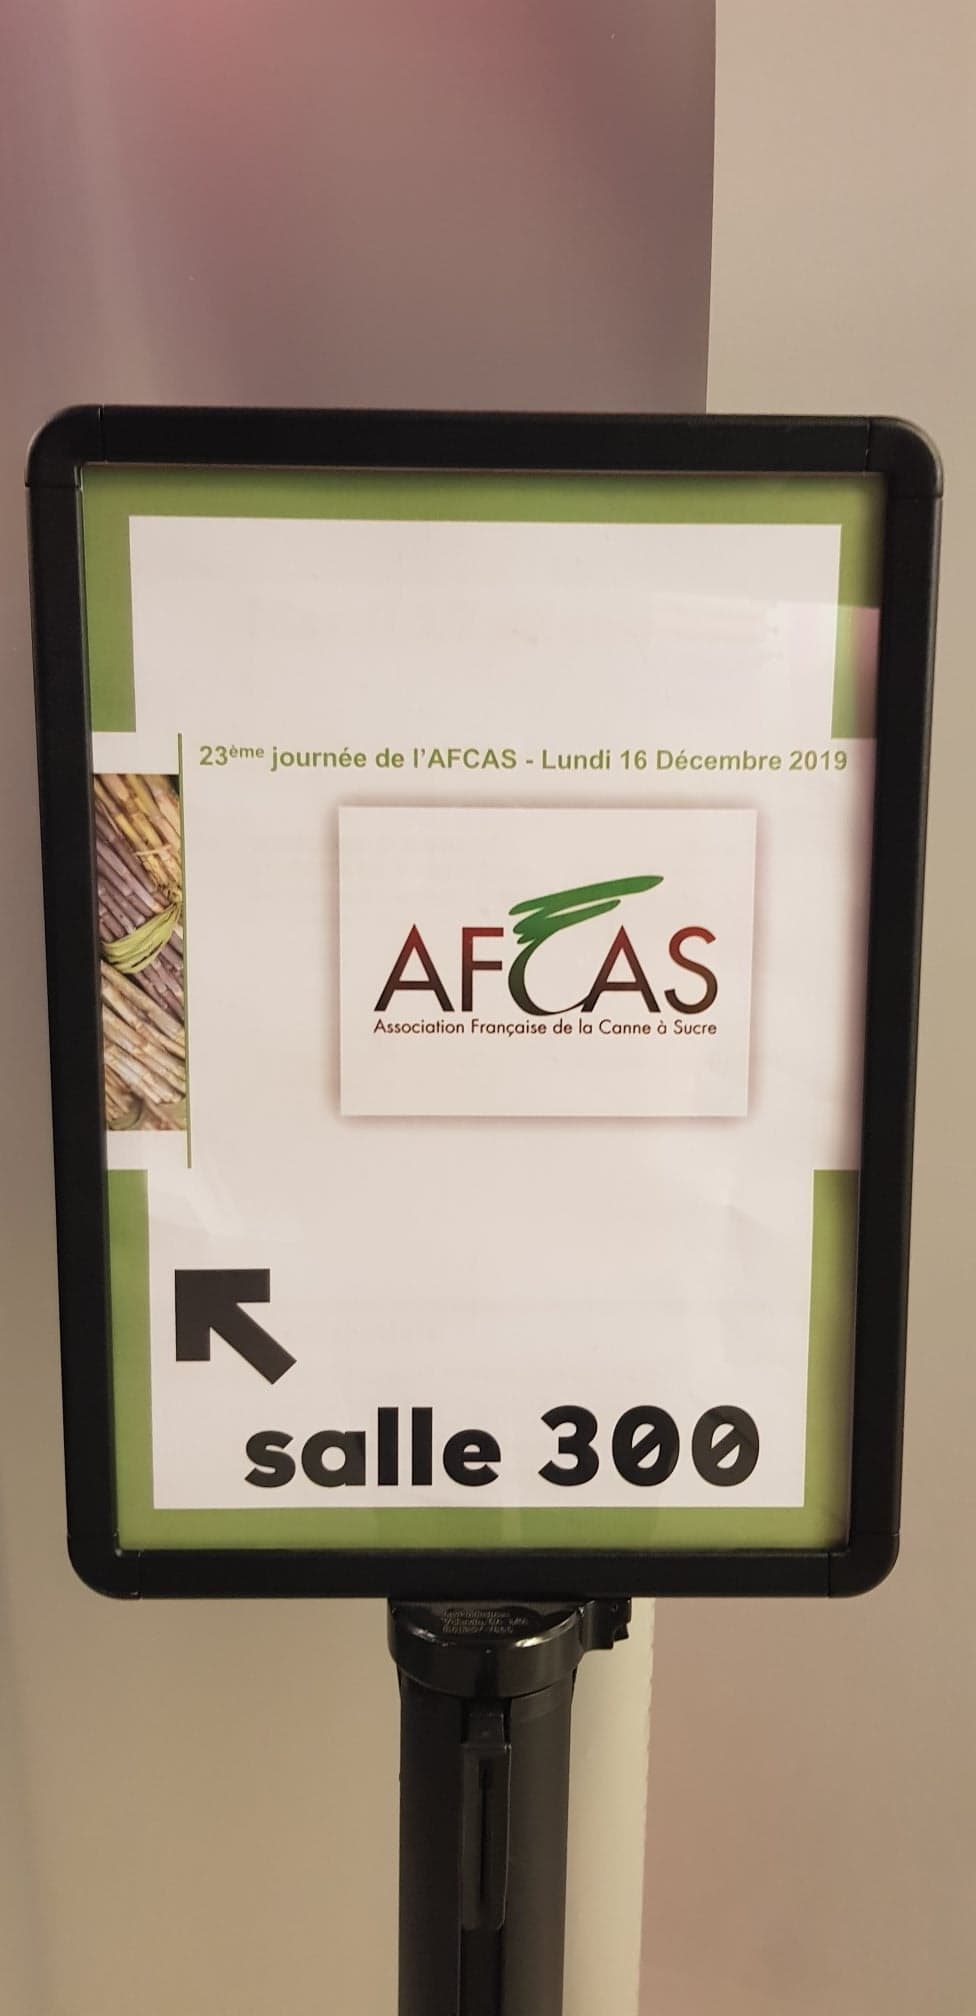 23ème journée de l'AFCAS - Lundi 16 Décembre 2019
AFCAS
Association Française de la Canne à Sucre
salle 300